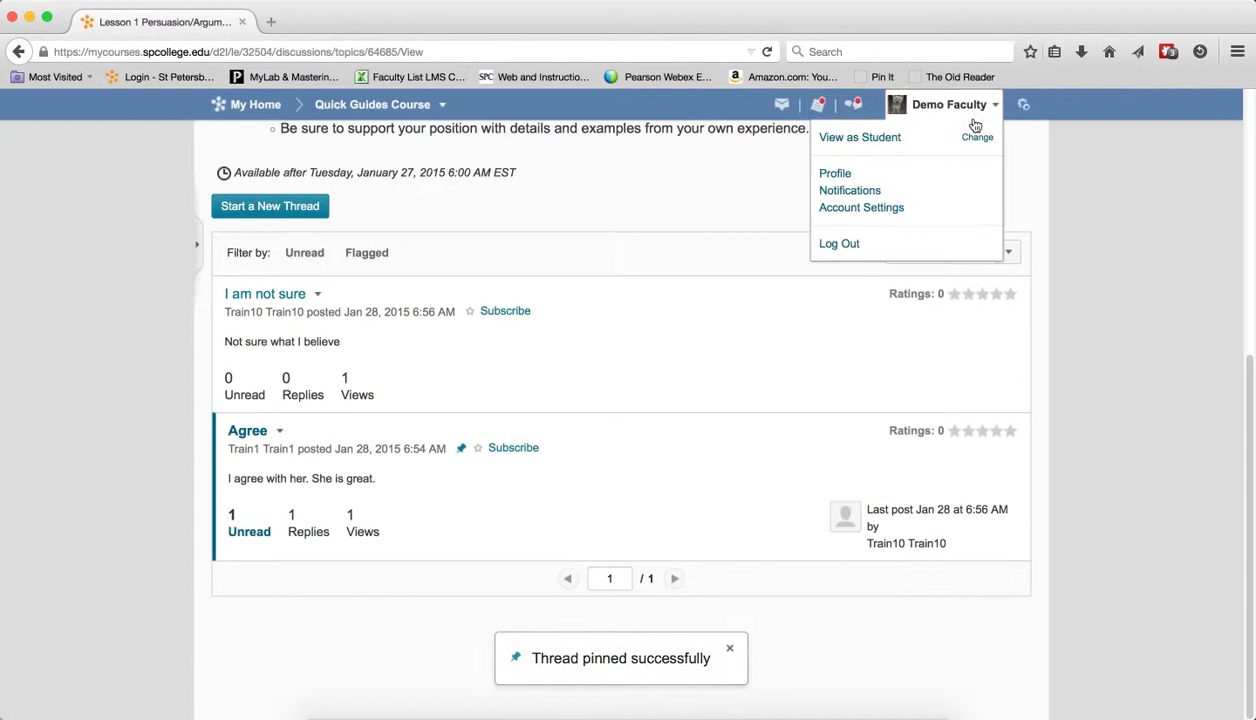 Lesson 1 Persuasion/Argum...
https://mycourses.spcollege.edu/d2l/le/32504/discussions/topics/64685/View
Search
Most Visited
Login - St Petersb...
MyLab & Mastering...
Faculty List LMS C...
SPC Web and Instructio...
Pearson Webex E...
Amazon.com: You...
Pin It
The Old Reader
My Home
Quick Guides Course
Demo Faculty
Be sure to support your position with details and examples from your own experience.
View as Student
Change
Available after Tuesday, January 27, 2015 6:00 AM EST
Profile
Notifications
Account Settings
Start a New Thread
Log Out
Filter by: Unread Flagged
I am not sure
Ratings: 0
Train10 Train10 posted Jan 28, 2015 6:56 AM
Subscribe
Not sure what I believe
0 0 1
Unread Replies Views
Agree
Ratings: 0
Train1 Train1 posted Jan 28, 2015 6:54 AM
Subscribe
I agree with her. She is great.
1 1 1
Unread Replies Views
Last post Jan 28 at 6:56 AM
by
Train10 Train10
1 / 1
Thread pinned successfully